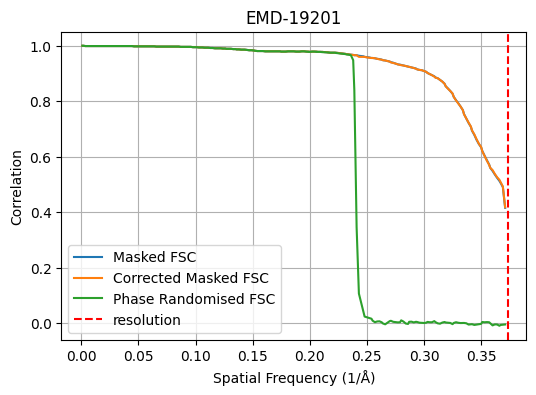 EMD-19201
Correlation
1.0
0.8
0.6
0.4
0.2
0.0
Masked FSC
Corrected Masked FSC
Phase Randomised FSC
resolution
0.00 0.05 0.10 0.15 0.20 0.25 0.30 0.35
Spatial Frequency (1/Å)